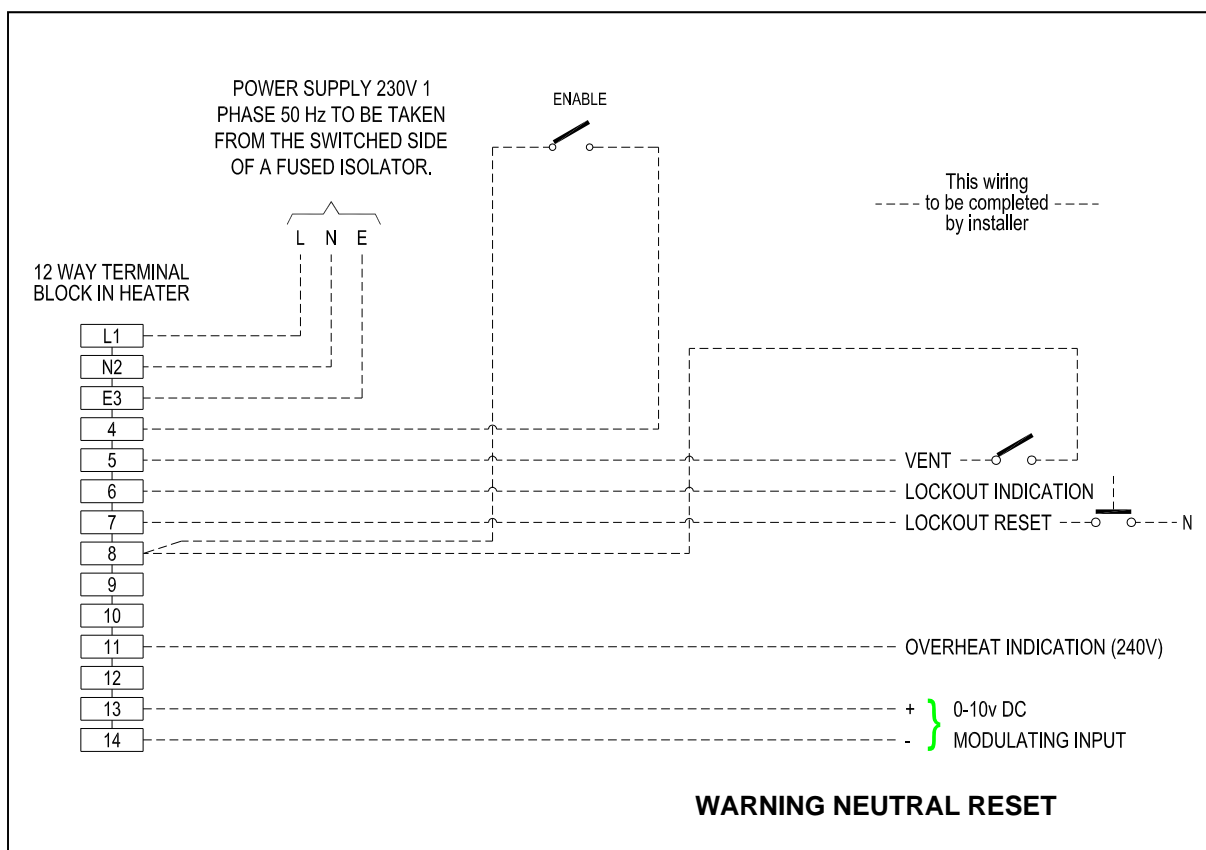 POWER SUPPLY 230V 1
PHASE 50 Hz TO BE TAKEN
FROM THE SWITCHED SIDE
OF A FUSED ISOLATOR.
ENABLE
This wiring
to be completed
by installer
L N E
12 WAY TERMINAL
BLOCK IN HEATER
L1
N2
E3
4
5 VENT
6 LOCKOUT INDICATION
7 LOCKOUT RESET N
8
9
10
11 OVERHEAT INDICATION (240V)
12
13 + 0-10v DC
14 - MODULATING INPUT
WARNING NEUTRAL RESET